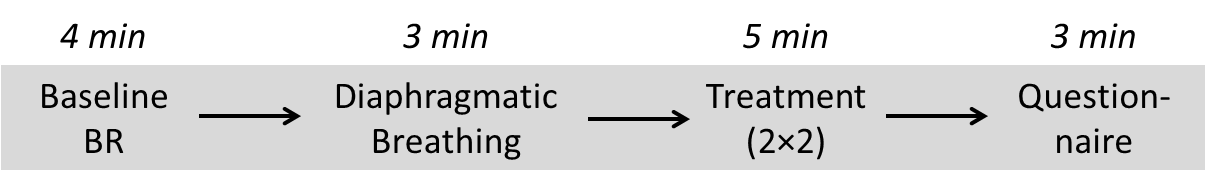 4 min
3 min
5 min
3 min
Baseline
BR
Diaphragmatic
Breathing
Treatment
(2×2)
Question-
naire